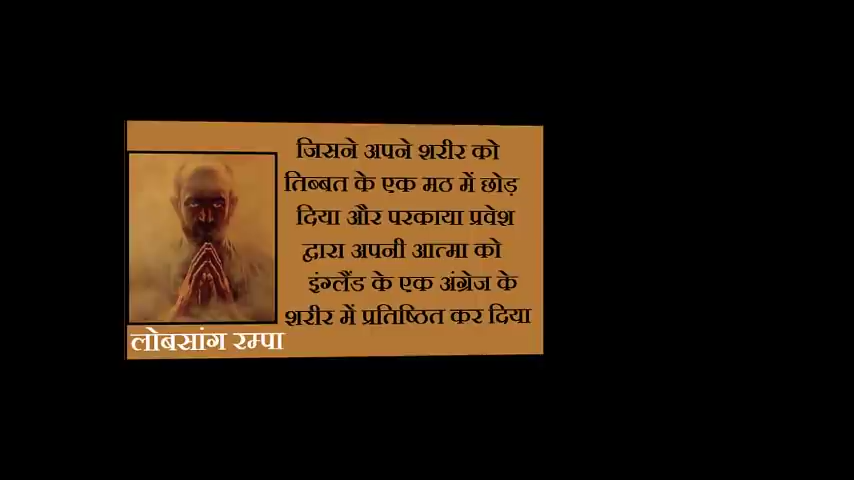 जिसने अपने शरीर को
तिब्बत के एक मठ में छोड़
दिया और परकाया प्रवेश
द्वारा अपनी आत्मा को
इंग्लैंड के एक अंग्रेज के
शरीर में प्रतिष्ठित कर दिया
लोबसांग रम्पा